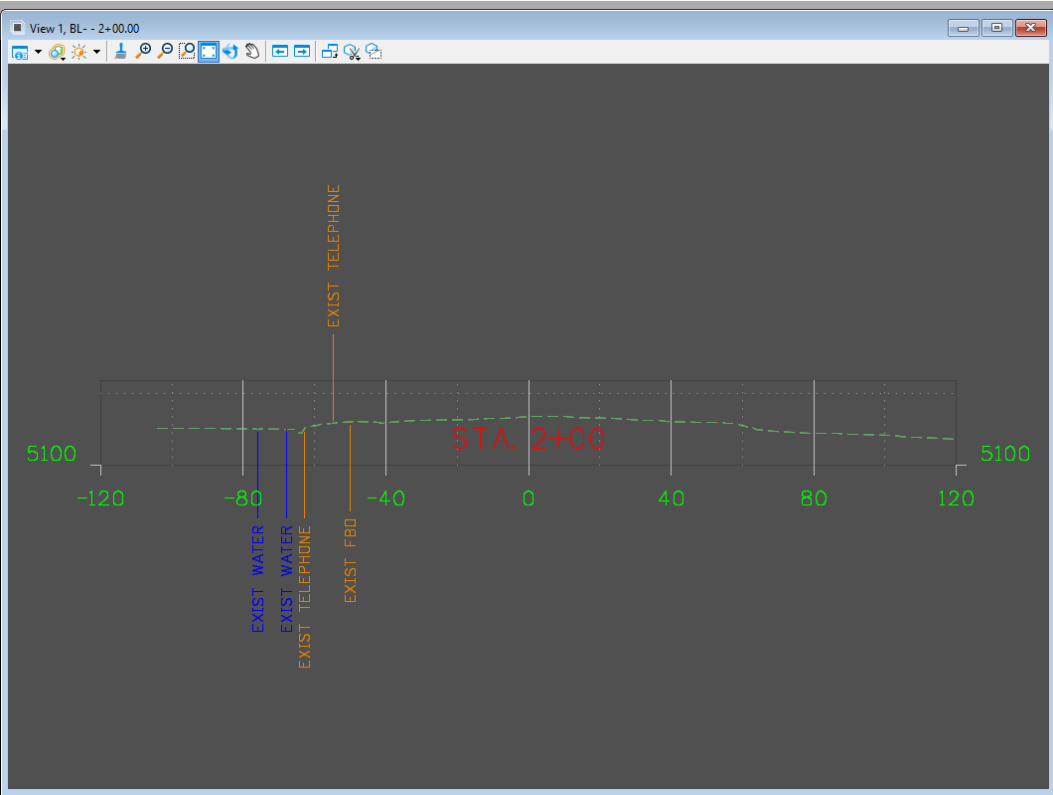 View 1, BL- - 2+00.00
EXIST TELEPHONE
STA. 2+00
5100
5100
-120
-80
-40
0
40
80
120
EXIST WATER
EXIST WATER
EXIST TELEPHONE
EXIST FBO